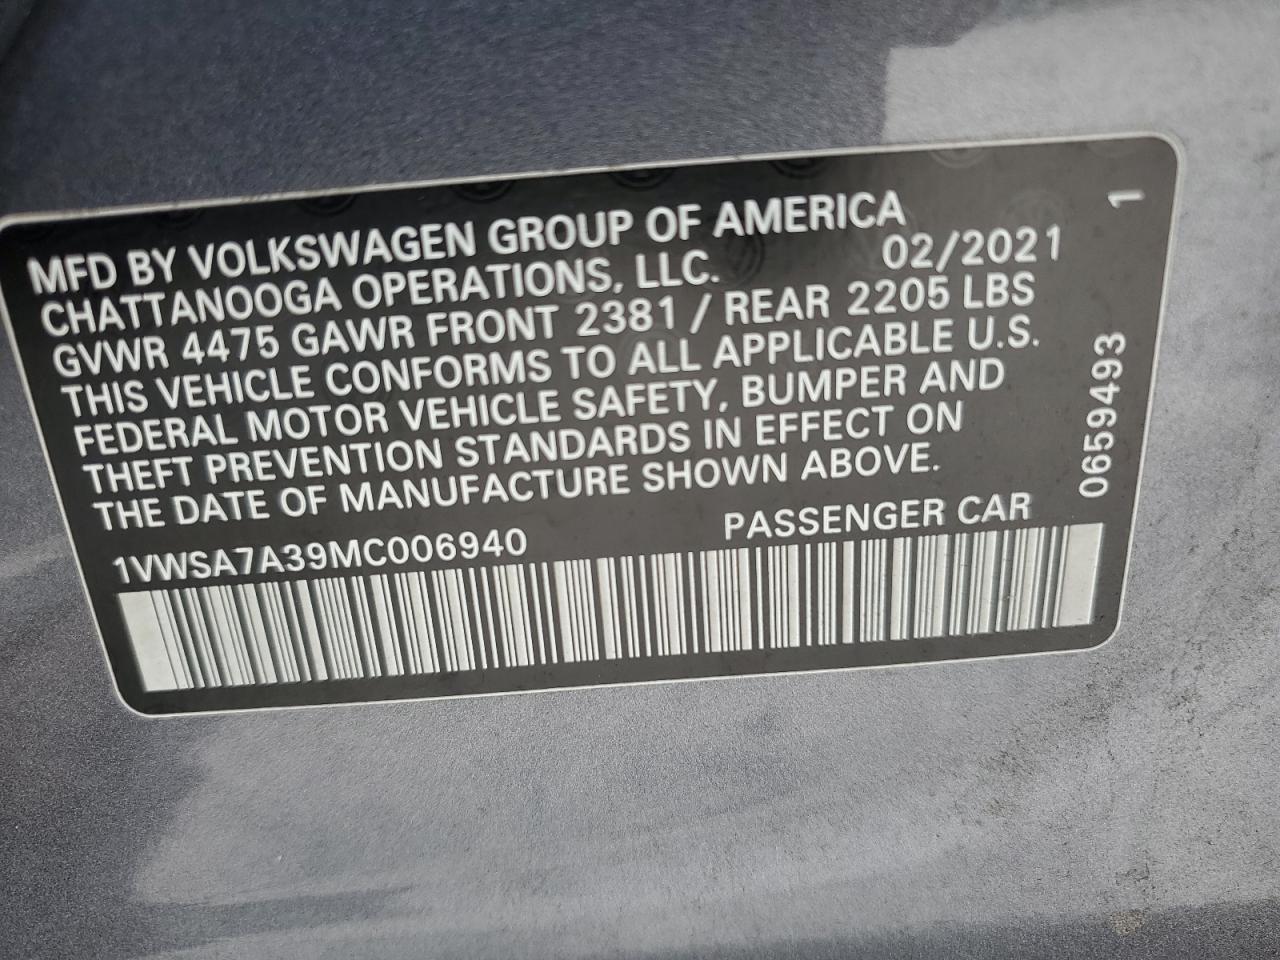 MFD BY VOLKSWAGEN GROUP OF AMERICA
CHATTANOOGA OPERATIONS, LLC. 02/2021
GVWR 4475 GAWR FRONT 2381 / REAR 2205 LBS
THIS VEHICLE CONFORMS TO ALL APPLICABLE U.S.
FEDERAL MOTOR VEHICLE SAFETY, BUMPER AND
THEFT PREVENTION STANDARDS IN EFFECT ON
THE DATE OF MANUFACTURE SHOWN ABOVE.
1VWSA7A39MC006940 PASSENGER CAR
0659493 1